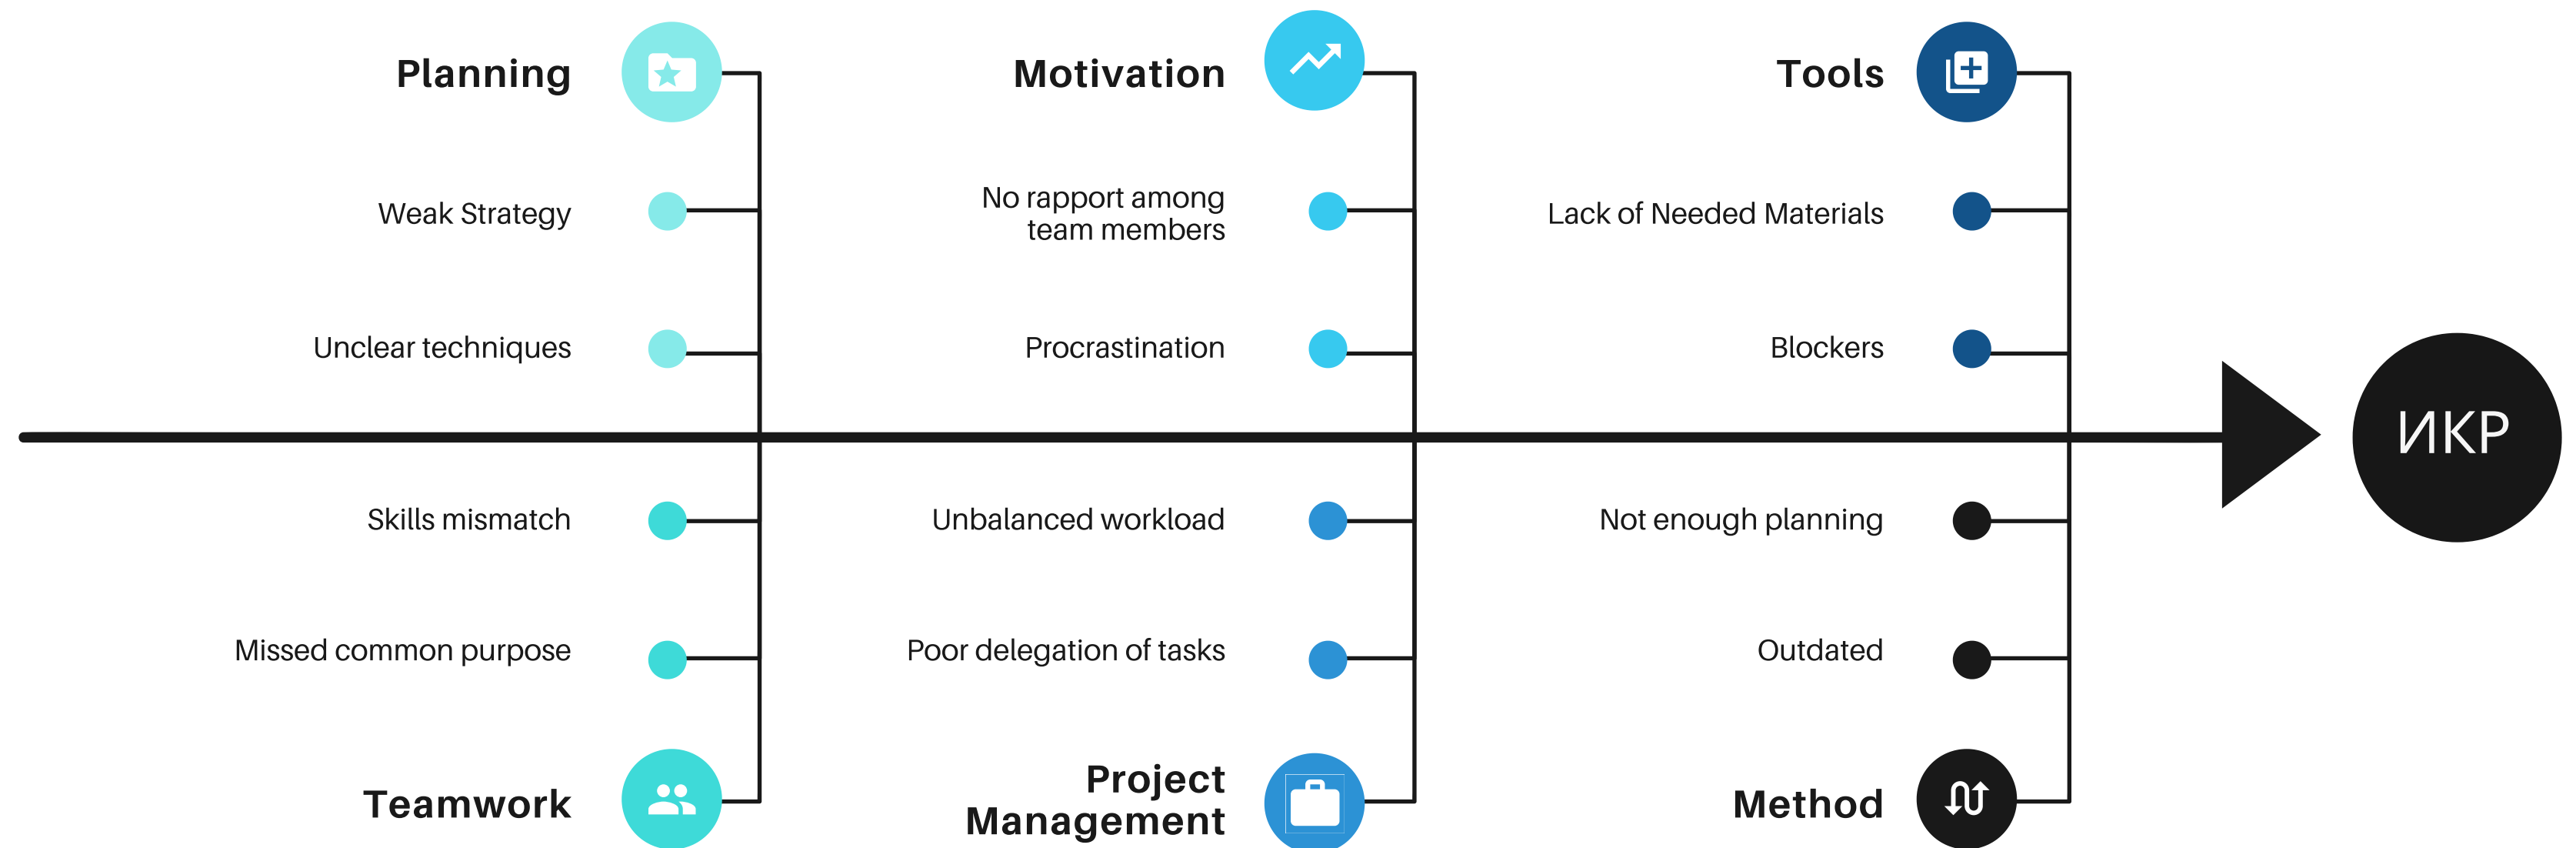 Planning
Weak Strategy
Unclear techniques
Motivation
No rapport among
team members
Procrastination
Tools
Lack of Needed Materials
Blockers
ИКР
Skills mismatch
Missed common purpose
Teamwork
Unbalanced workload
Poor delegation of tasks
Project
Management
Not enough planning
Outdated
Method